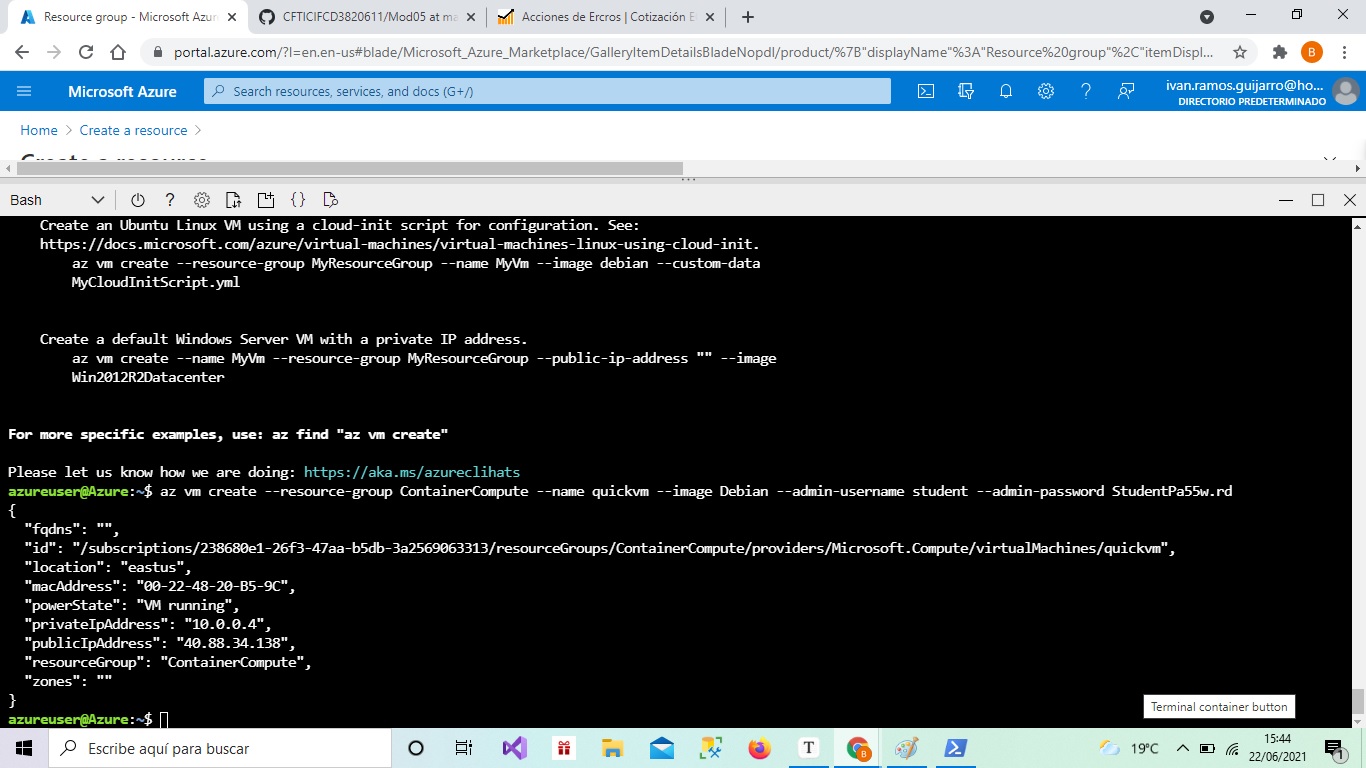 Resource group - Microsoft Azur
CFTICIFCD3820611/Mod05 at ma
Acciones de Ercros | Cotización E
portal.azure.com/?l=en.en-us#blade/Microsoft_Azure_Marketplace/GalleryItemDetailsBladeNopdl/product/%7B"displayName"%3A"Resource%20group"%2C"itemDispl...
B
Microsoft Azure
Search resources, services, and docs (G+/)
ivan.ramos.guijarro@ho...
DIRECTORIO PREDETERMINADO
Home > Create a resource >
Create a resource
Bash
Create an Ubuntu Linux VM using a cloud-init script for configuration. See:
https://docs.microsoft.com/azure/virtual-machines/virtual-machines-linux-using-cloud-init.
az vm create --resource-group MyResourceGroup --name MyVm --image debian --custom-data
MyCloudInitScript.yml
Create a default Windows Server VM with a private IP address.
az vm create --name MyVm --resource-group MyResourceGroup --public-ip-address "" --image
Win2012R2Datacenter
For more specific examples, use: az find "az vm create"
Please let us know how we are doing: https://aka.ms/azureclihats
azureuser@Azure:~$ az vm create --resource-group ContainerCompute --name quickvm --image Debian --admin-username student --admin-password StudentPa55w.rd
{
"fqdns": "",
"id": "/subscriptions/238680e1-26f3-47aa-b5db-3a2569063313/resourceGroups/ContainerCompute/providers/Microsoft.Compute/virtualMachines/quickvm",
"location": "eastus",
"macAddress": "00-22-48-20-B5-9C",
"powerState": "VM running",
"privateIpAddress": "10.0.0.4",
"publicIpAddress": "40.88.34.138",
"resourceGroup": "ContainerCompute",
"zones": ""
}
azureuser@Azure:~$
Terminal container button
Escribe aquí para buscar
T
B
19°C
15:44
22/06/2021
1